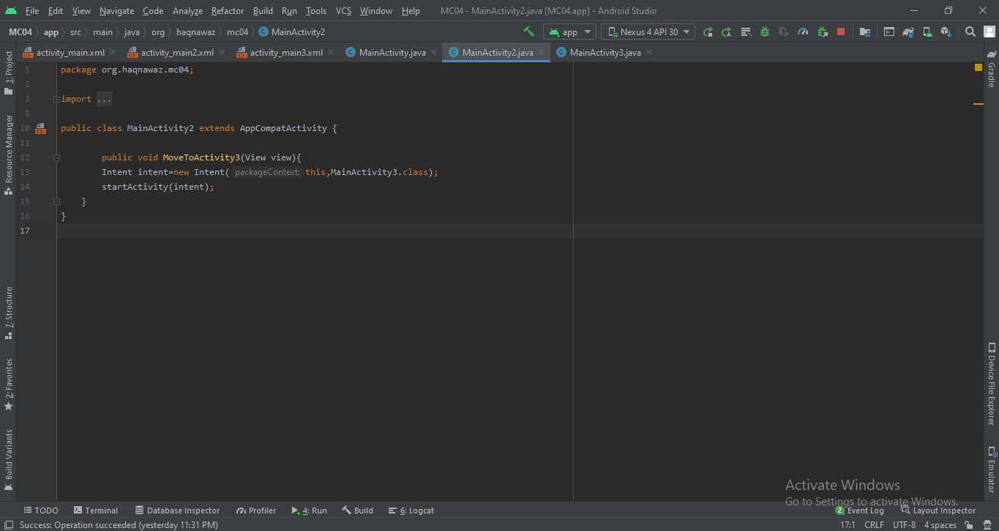 File Edit View Navigate Code Analyze Refactor Build Run Tools VCS Window Help MC04 - MainActivity2.java [MC04.app] - Android Studio
MC04 app src main java org haqnawaz mc04 MainActivity2 app Nexus 4 API 30
activity_main.xml activity_main2.xml activity_main3.xml MainActivity.java MainActivity2.java MainActivity3.java
1 package org.haqnawaz.mc04;
2
3 import ...
9
10 public class MainActivity2 extends AppCompatActivity {
11
12 public void MoveToActivity3(View view){
13 Intent intent=new Intent( packageContext: this,MainActivity3.class);
14 startActivity(intent);
15 }
16 }
17
1: Project
Resource Manager
7: Structure
2: Favorites
Build Variants
Gradle
Device File Explorer
Emulator
Activate Windows
Go to Settings to activate Windows.
TODO Terminal Database Inspector Profiler 4: Run Build 6: Logcat 2 Event Log Layout Inspector
Success: Operation succeeded (yesterday 11:31 PM) 17:1 CRLF UTF-8 4 spaces